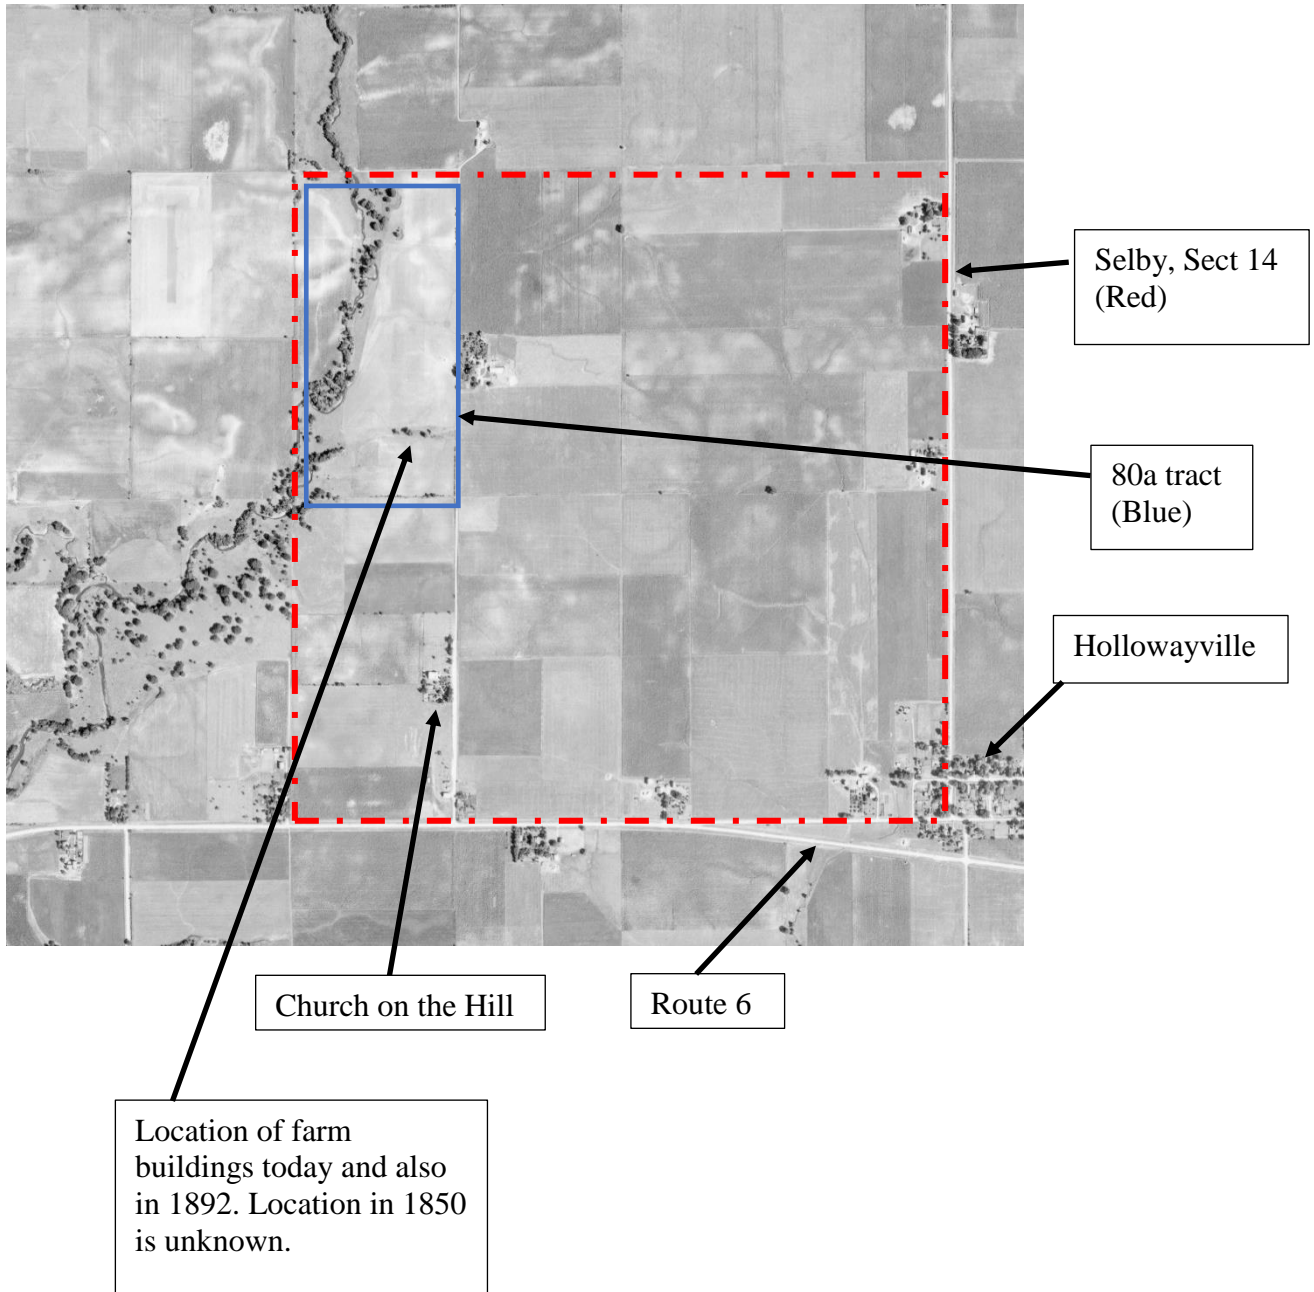 Selby, Sect 14
(Red)
80a tract
(Blue)
Hollowayville
Church on the Hill
Route 6
Location of farm
buildings today and also
in 1892. Location in 1850
is unknown.